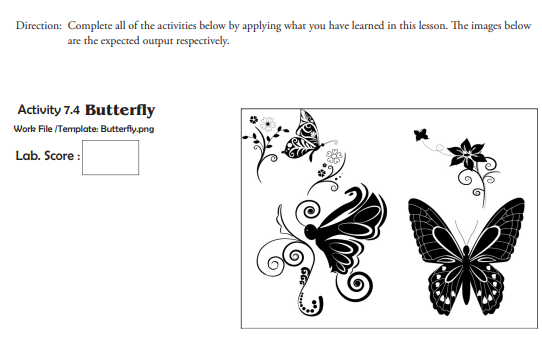 Direction: Complete all of the activities below by applying what you have learned in this lesson. The images below
are the expected output respectively.
Activity 7.4 Butterfly
Work File /Template: Butterfly.png
Lab. Score :